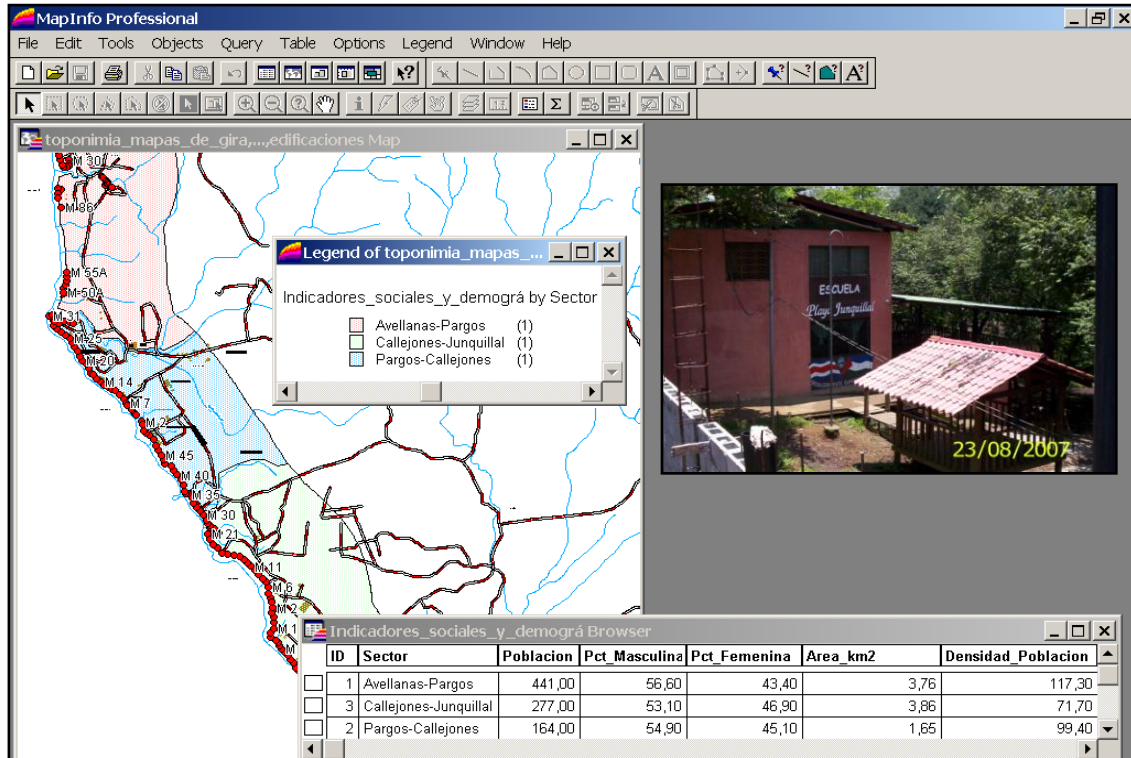 MapInfo Professional
File Edit Tools Objects Query Table Options Legend Window Help
toponimia_mapas_de_gira,...,edificaciones Map
M 30
M 86
M 55A
M 50A
M 31
M 25
M 20
M 14
M 7
M 2
M 45
M 40
M 35
M 30
M 21
M 11
M 6
M 2
M 1
M
Legend of toponimia_mapas_...
Indicadores_sociales_y_demográ by Sector
Avellanas-Pargos (1)
Callejones-Junquillal (1)
Pargos-Callejones (1)
ESCUELA
Playa Junquillal
23/08/2007
Indicadores_sociales_y_demográ Browser
ID Sector Poblacion Pct_Masculina Pct_Femenina Area_km2 Densidad_Poblacion
1 Avellanas-Pargos 441,00 56,60 43,40 3,76 117,30
3 Callejones-Junquillal 277,00 53,10 46,90 3,86 71,70
2 Pargos-Callejones 164,00 54,90 45,10 1,65 99,40